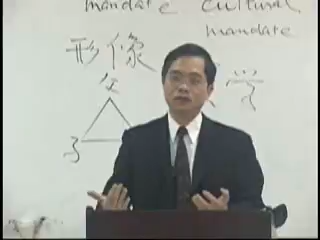 mandate cultural
mandate
形像 学
父
子